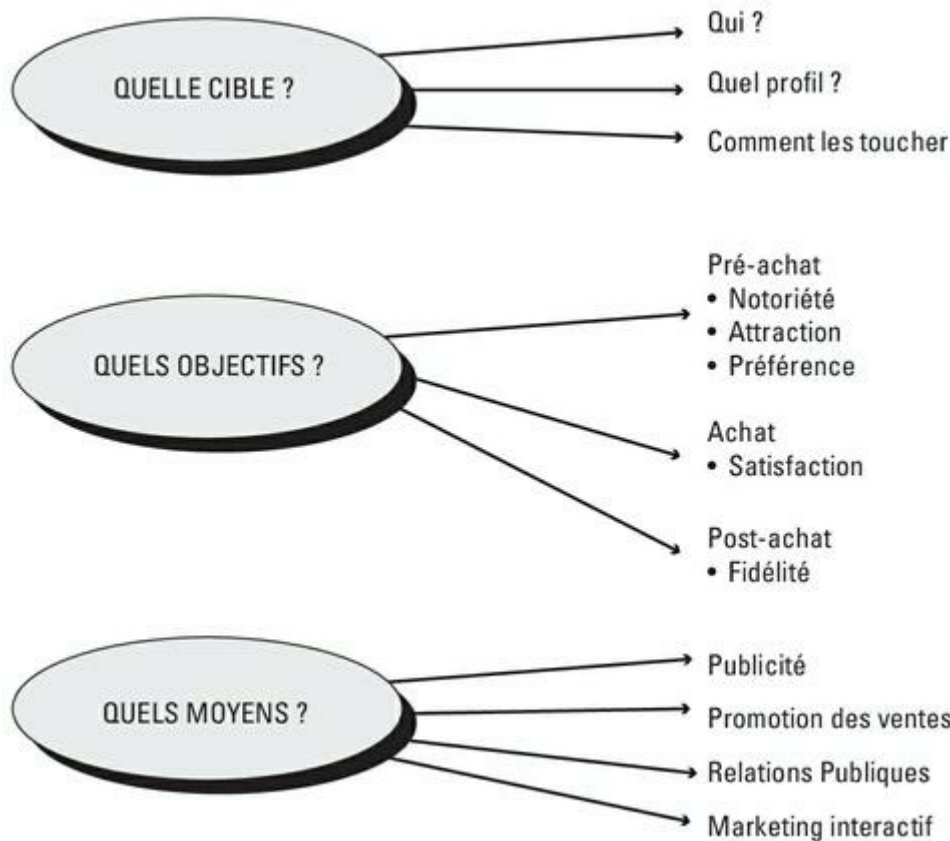 QUELLE CIBLE ?
Qui ?
Quel profil ?
Comment les toucher
QUELS OBJECTIFS ?
Pré-achat
• Notoriété
• Attraction
• Préférence
Achat
• Satisfaction
Post-achat
• Fidélité
QUELS MOYENS ?
Publicité
Promotion des ventes
Relations Publiques
Marketing interactif